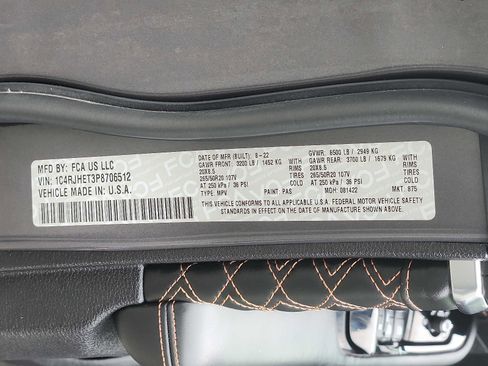 MFD BY: FCA US LLC
VIN: 1C4RJHET3P8706512
VEHICLE MADE IN: U.S.A.
DATE OF MFR (BUILT): 8-22 GVWR: 6500 LB / 2949 KG
GAWR FRONT: 3200 LB / 1452 KG WITH GAWR REAR: 3700 LB / 1679 KG WITH
20X8.5 RIMS 20X8.5 RIMS
265/50R20 107V TIRES 265/50R20 107V TIRES
AT 250 kPa / 36 PSI AT 250 kPa / 36 PSI
TYPE: MPV PAINT: PAS MDH: 081422 MKT: 875
THIS VEHICLE CONFORMS TO ALL APPLICABLE U.S.A. FEDERAL MOTOR VEHICLE SAFETY
STANDARDS IN EFFECT ON THE DATE OF MANUFACTURE SHOWN ABOVE.